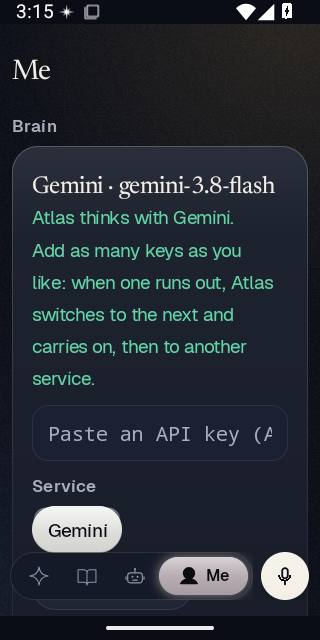 3:15
Me
Brain
Gemini · gemini-3.8-flash
Atlas thinks with Gemini.
Add as many keys as you
like: when one runs out, Atlas
switches to the next and
carries on, then to another
service.
Paste an API key (A
Service
Gemini
Me